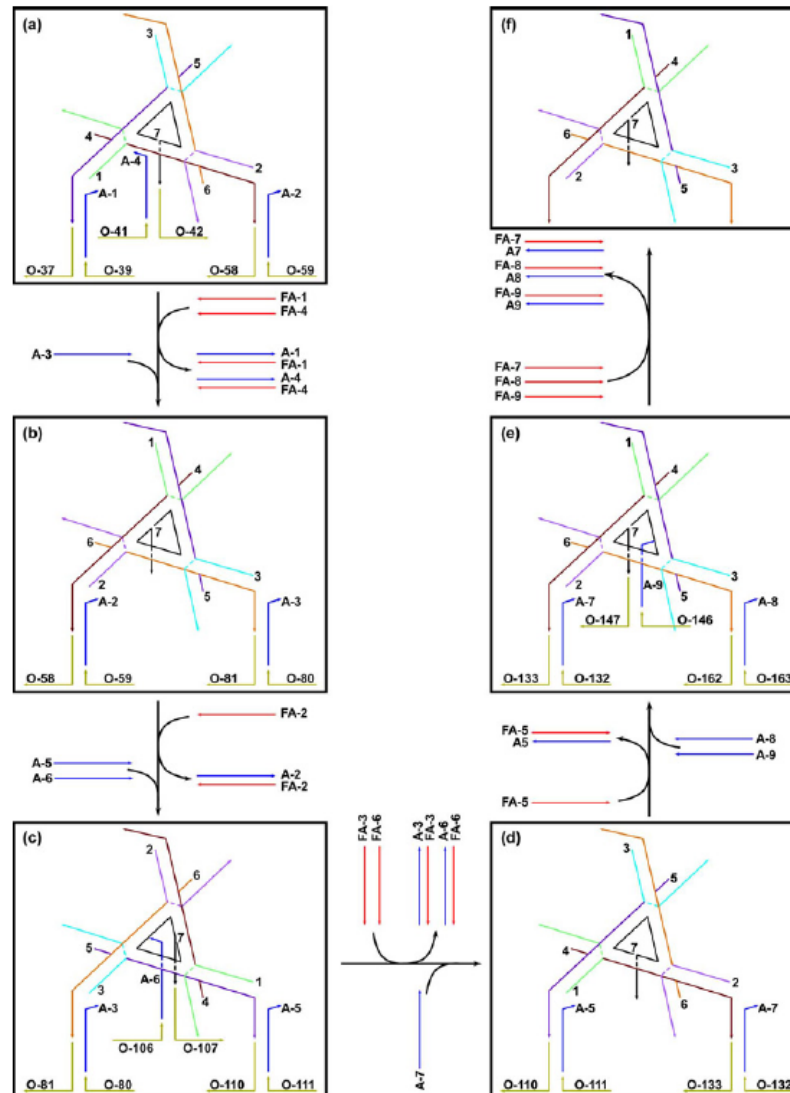 (a)
3
5
4
7
A-4
1
A-1
2
6
A-2
O-41
O-42
O-37
O-39
O-58
O-59
FA-1
FA-4
A-3
A-1
FA-1
A-4
FA-4
(b)
1
4
6
7
2
3
5
A-2
A-3
O-58
O-59
O-81
O-80
FA-2
A-5
A-6
A-2
FA-2
(c)
2
6
5
7
3
A-6
1
4
A-3
A-5
O-106
O-107
O-81
O-80
O-110
O-111
FA-3
FA-6
A-3
FA-3
A-6
FA-6
A-7
(d)
3
5
4
7
1
2
6
A-5
A-7
O-110
O-111
O-133
O-132
FA-5
A5
FA-5
A-8
A-9
(e)
1
4
6
7
2
3
5
A-9
A-7
A-8
O-147
O-146
O-133
O-132
O-162
O-163
FA-7
A7
FA-8
A8
FA-9
A9
FA-7
FA-8
FA-9
(f)
1
4
6
7
2
3
5